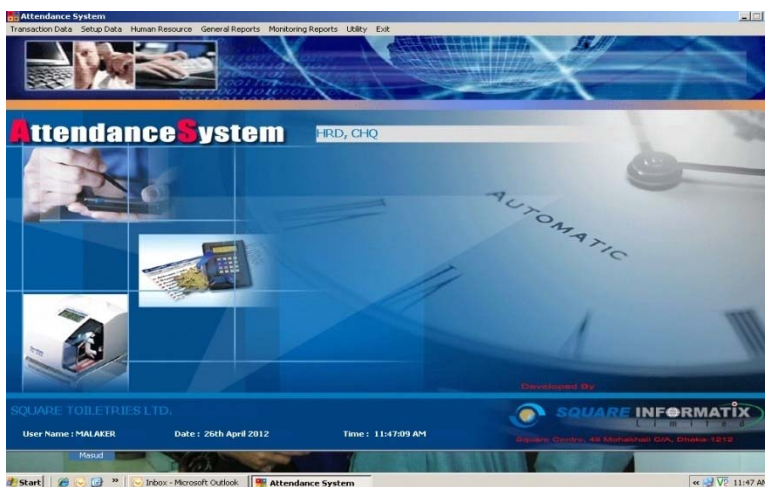 Attendance System
Transaction Data Setup Data Human Resource General Reports Monitoring Reports Utility Exit
AttendanceSystem
HRD, CHQ
AUTOMATIC
Developed By
SQUARE TOILETRIES LTD.
SQUARE INFORMATIX
Limited
User Name : MALAKER Date : 26th April 2012 Time : 11:47:09 AM
Square Centre, 48 Mohakhali C/A, Dhaka-1212
Masud
Start Inbox - Microsoft Outlook Attendance System 11:47 AM